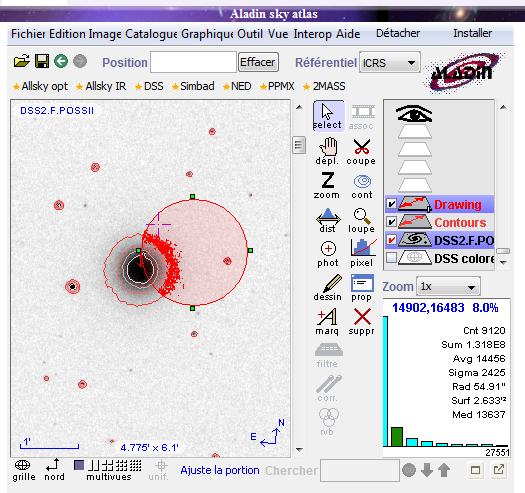 Aladin sky atlas
Fichier Edition Image Catalogue Graphique Outil Vue Interop Aide Détacher Installer
Position Effacer Référentiel ICRS
ALADIN
Allsky opt Allsky IR DSS Simbad NED PPMX 2MASS
DSS2.F.POSSII
select assoc
dépl. coupe
zoom cont
dist loupe
phot pixel
dessin prop
marq suppr
filtre
corr.
rvb
Drawing
Contours
DSS2.F.PO
DSS colore
Zoom 1x
14902,16483 8.0%
Cnt 9120
Sum 1.318E8
Avg 14456
Sigma 2425
Rad 54.91"
Surf 2.633'²
Med 13637
27551
1'
4.775' x 6.1'
N
E
grille nord multivues unif. Ajuste la portion Chercher